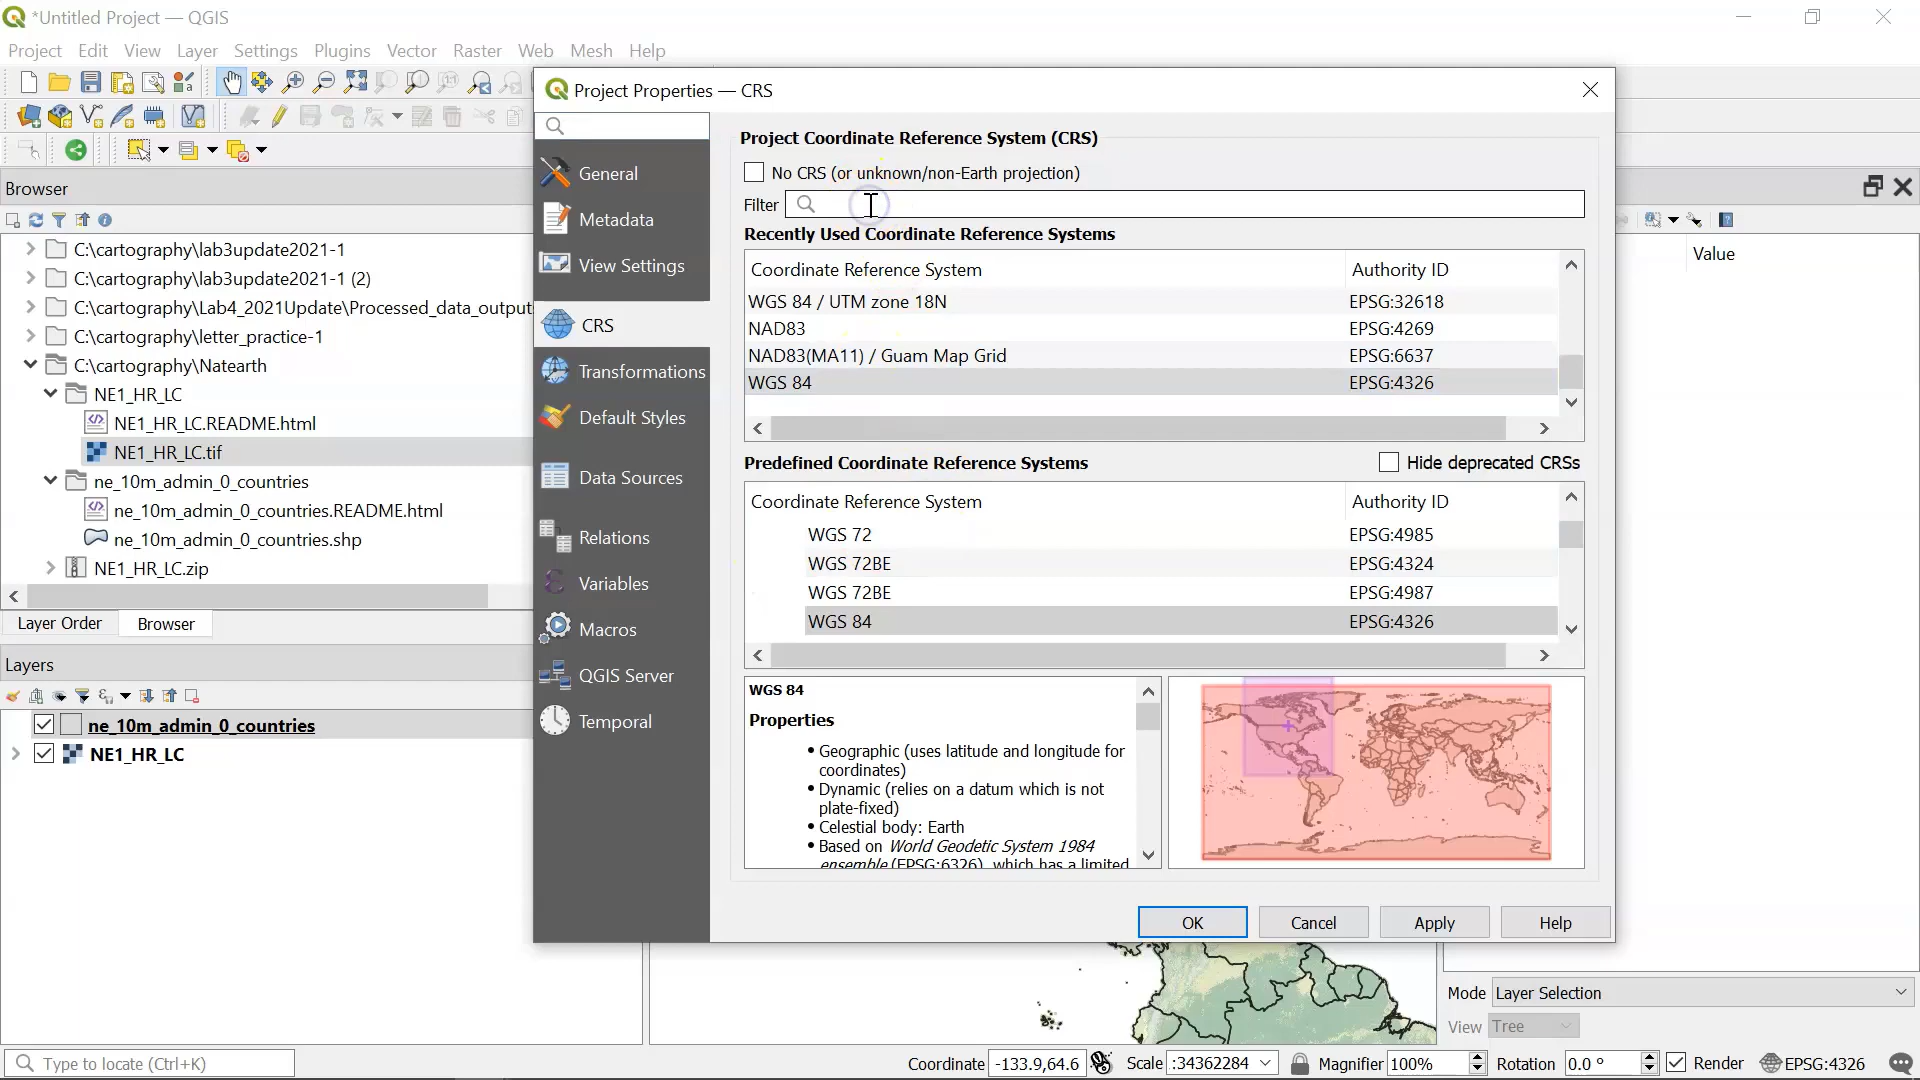 *Untitled Project — QGIS
Project Edit View Layer Settings Plugins Vector Raster Web Mesh Help
Project Properties — CRS
Browser
C:\cartography\lab3update2021-1
C:\cartography\lab3update2021-1 (2)
C:\cartography\Lab4_2021Update\Processed_data_output
C:\cartography\letter_practice-1
C:\cartography\Natearth
NE1_HR_LC
NE1_HR_LC.README.html
NE1_HR_LC.tif
ne_10m_admin_0_countries
ne_10m_admin_0_countries.README.html
ne_10m_admin_0_countries.shp
NE1_HR_LC.zip
Layer Order Browser
Layers
ne_10m_admin_0_countries
NE1_HR_LC
General
Metadata
View Settings
CRS
Transformations
Default Styles
Data Sources
Relations
Variables
Macros
QGIS Server
Temporal
Project Coordinate Reference System (CRS)
No CRS (or unknown/non-Earth projection)
Filter
Recently Used Coordinate Reference Systems
Coordinate Reference System Authority ID
WGS 84 / UTM zone 18N EPSG:32618
NAD83 EPSG:4269
NAD83(MA11) / Guam Map Grid EPSG:6637
WGS 84 EPSG:4326
Predefined Coordinate Reference Systems Hide deprecated CRSs
Coordinate Reference System Authority ID
WGS 72 EPSG:4985
WGS 72BE EPSG:4324
WGS 72BE EPSG:4987
WGS 84 EPSG:4326
WGS 84
Properties
• Geographic (uses latitude and longitude for
coordinates)
• Dynamic (relies on a datum which is not
plate-fixed)
• Celestial body: Earth
• Based on World Geodetic System 1984
ensemble (EPSG:6326), which has a limited
OK Cancel Apply Help
Value
Mode Layer Selection
View Tree
Type to locate (Ctrl+K) Coordinate -133.9,64.6 Scale :34362284 Magnifier 100% Rotation 0.0 ° Render EPSG:4326